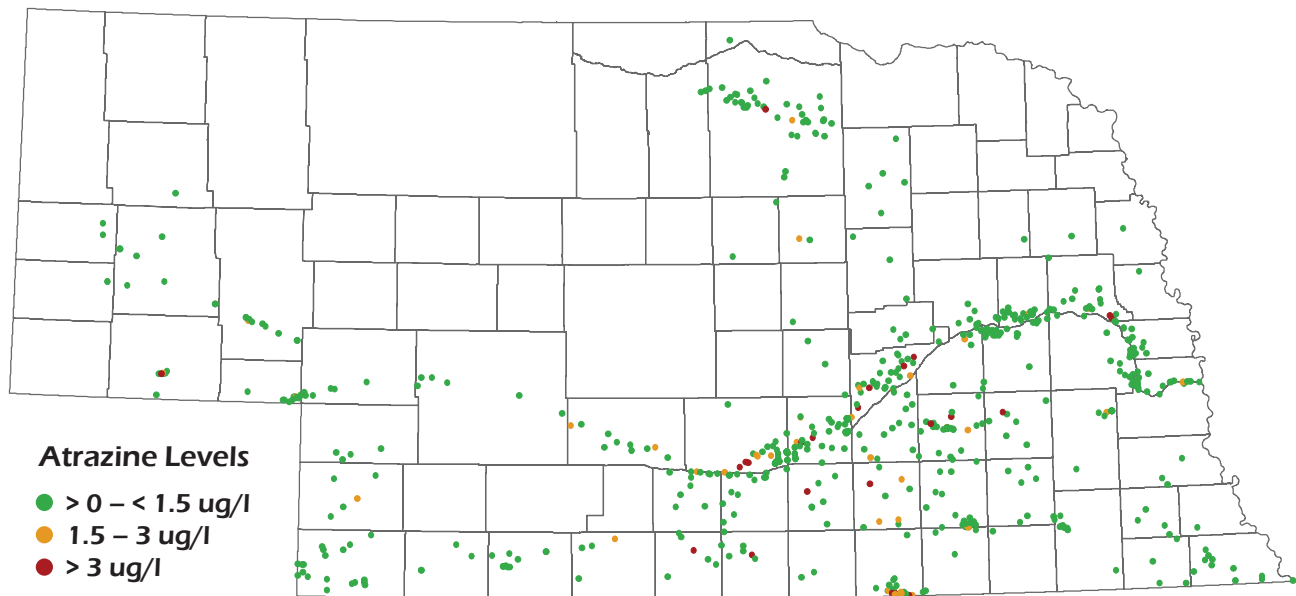 Atrazine Levels
> 0 – < 1.5 ug/l
1.5 – 3 ug/l
> 3 ug/l